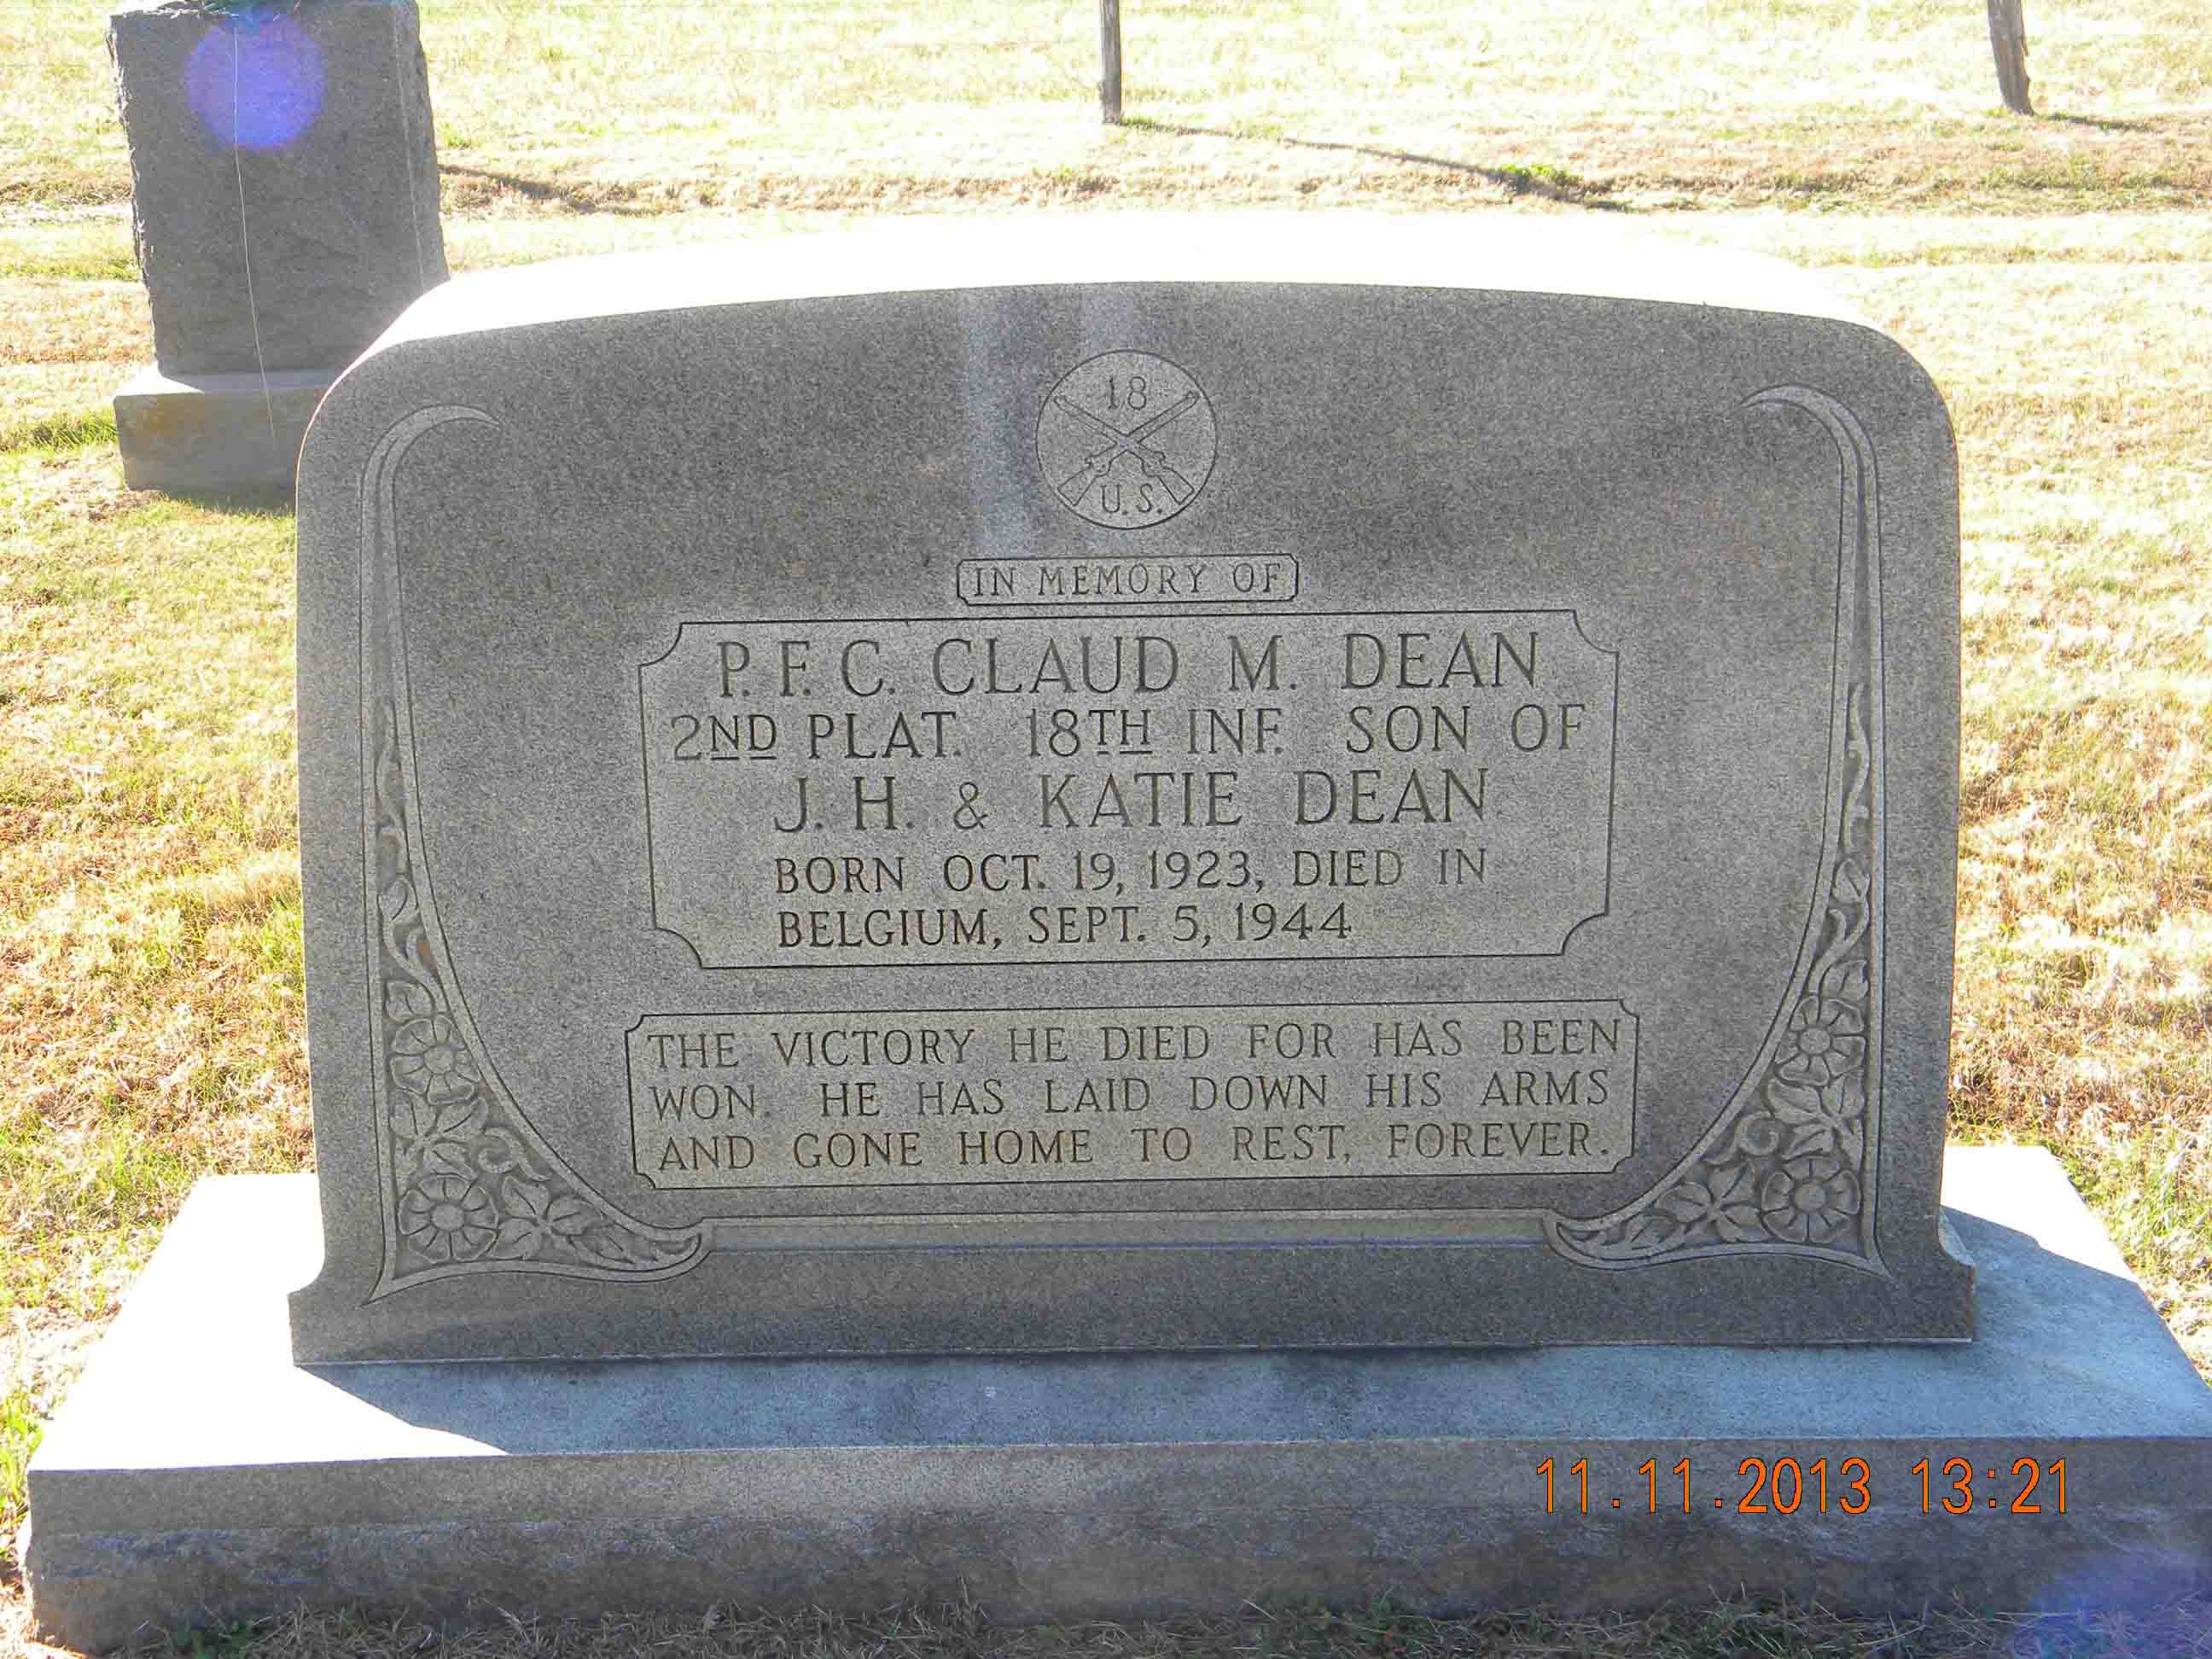 18
U.S.
IN MEMORY OF
P.F.C. CLAUD M. DEAN
2ND PLAT. 18TH INF. SON OF
J. H. & KATIE DEAN
BORN OCT. 19, 1923, DIED IN
BELGIUM, SEPT. 5, 1944
THE VICTORY HE DIED FOR HAS BEEN
WON. HE HAS LAID DOWN HIS ARMS
AND GONE HOME TO REST, FOREVER.
11.11.2013 13:21